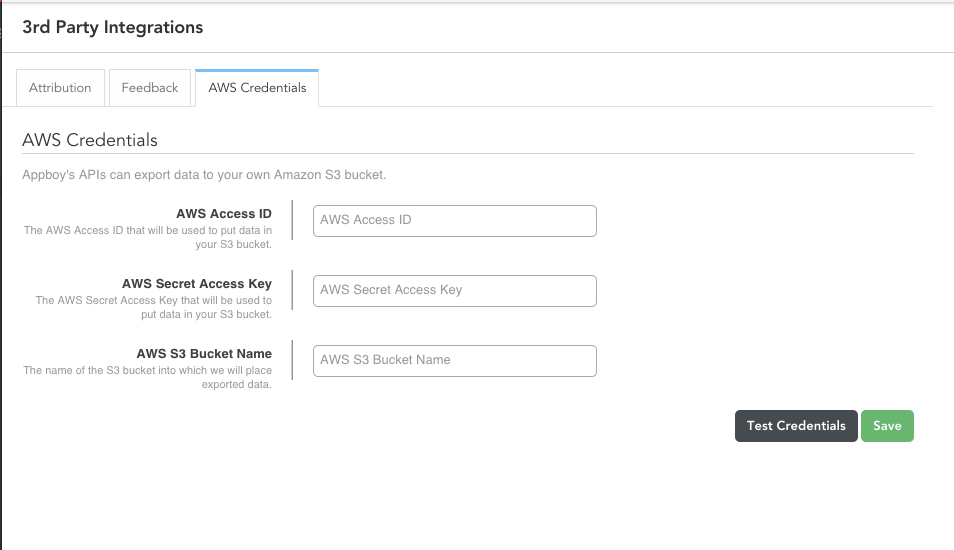 3rd Party Integrations
Attribution
Feedback
AWS Credentials
AWS Credentials
Appboy's APIs can export data to your own Amazon S3 bucket.
AWS Access ID
The AWS Access ID that will be used to put data in
your S3 bucket.
AWS Access ID
AWS Secret Access Key
The AWS Secret Access Key that will be used to
put data in your S3 bucket.
AWS Secret Access Key
AWS S3 Bucket Name
The name of the S3 bucket into which we will place
exported data.
AWS S3 Bucket Name
Test Credentials
Save